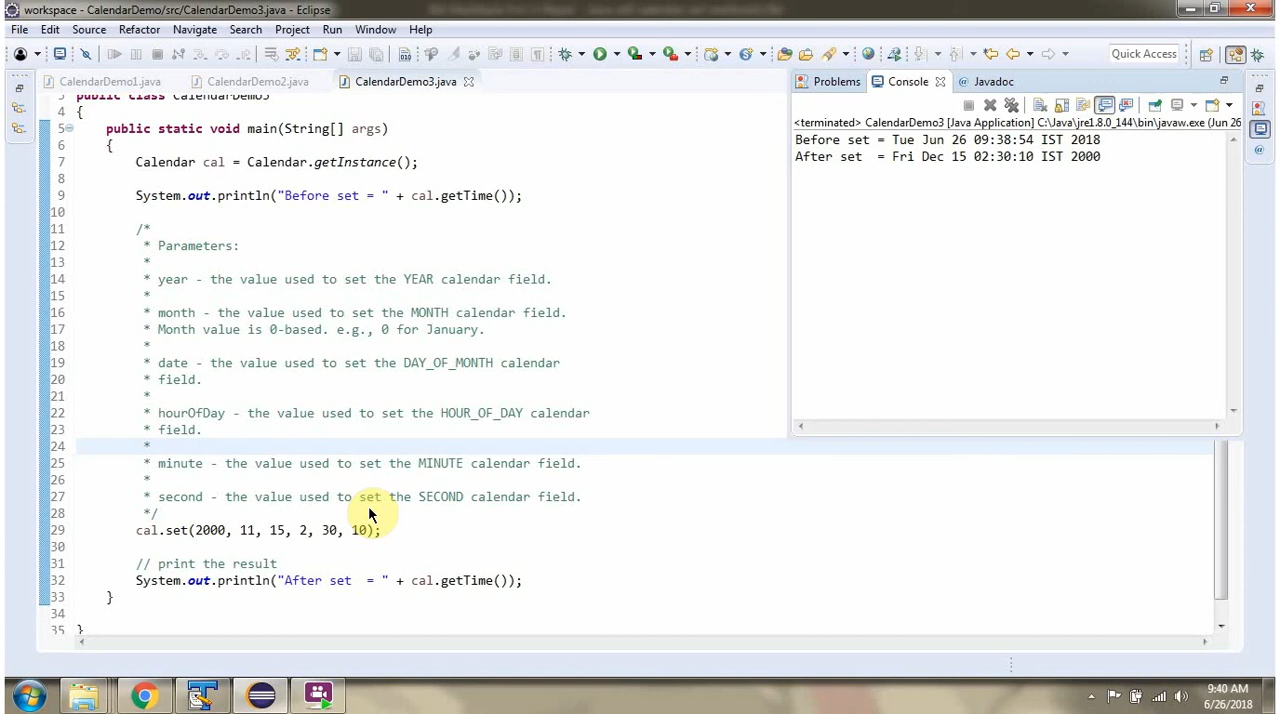 workspace - CalendarDemo/src/CalendarDemo3.java - Eclipse
File Edit Source Refactor Navigate Search Project Run Window Help
Quick Access
CalendarDemo1.java CalendarDemo2.java CalendarDemo3.java
Problems Console Javadoc
<terminated> CalendarDemo3 [Java Application] C:\Java\jre1.8.0_144\bin\javaw.exe (Jun 26
Before set = Tue Jun 26 09:38:54 IST 2018
After set  = Fri Dec 15 02:30:10 IST 2000
public class CalendarDemo3
4 {
5 public static void main(String[] args)
6 {
7 Calendar cal = Calendar.getInstance();
8
9 System.out.println("Before set = " + cal.getTime());
10
11 /*
12 * Parameters:
13 *
14 * year - the value used to set the YEAR calendar field.
15 *
16 * month - the value used to set the MONTH calendar field.
17 * Month value is 0-based. e.g., 0 for January.
18 *
19 * date - the value used to set the DAY_OF_MONTH calendar
20 * field.
21 *
22 * hourOfDay - the value used to set the HOUR_OF_DAY calendar
23 * field.
24 *
25 * minute - the value used to set the MINUTE calendar field.
26 *
27 * second - the value used to set the SECOND calendar field.
28 */
29 cal.set(2000, 11, 15, 2, 30, 10);
30
31 // print the result
32 System.out.println("After set  = " + cal.getTime());
33 }
34
35 }
9:40 AM
6/26/2018